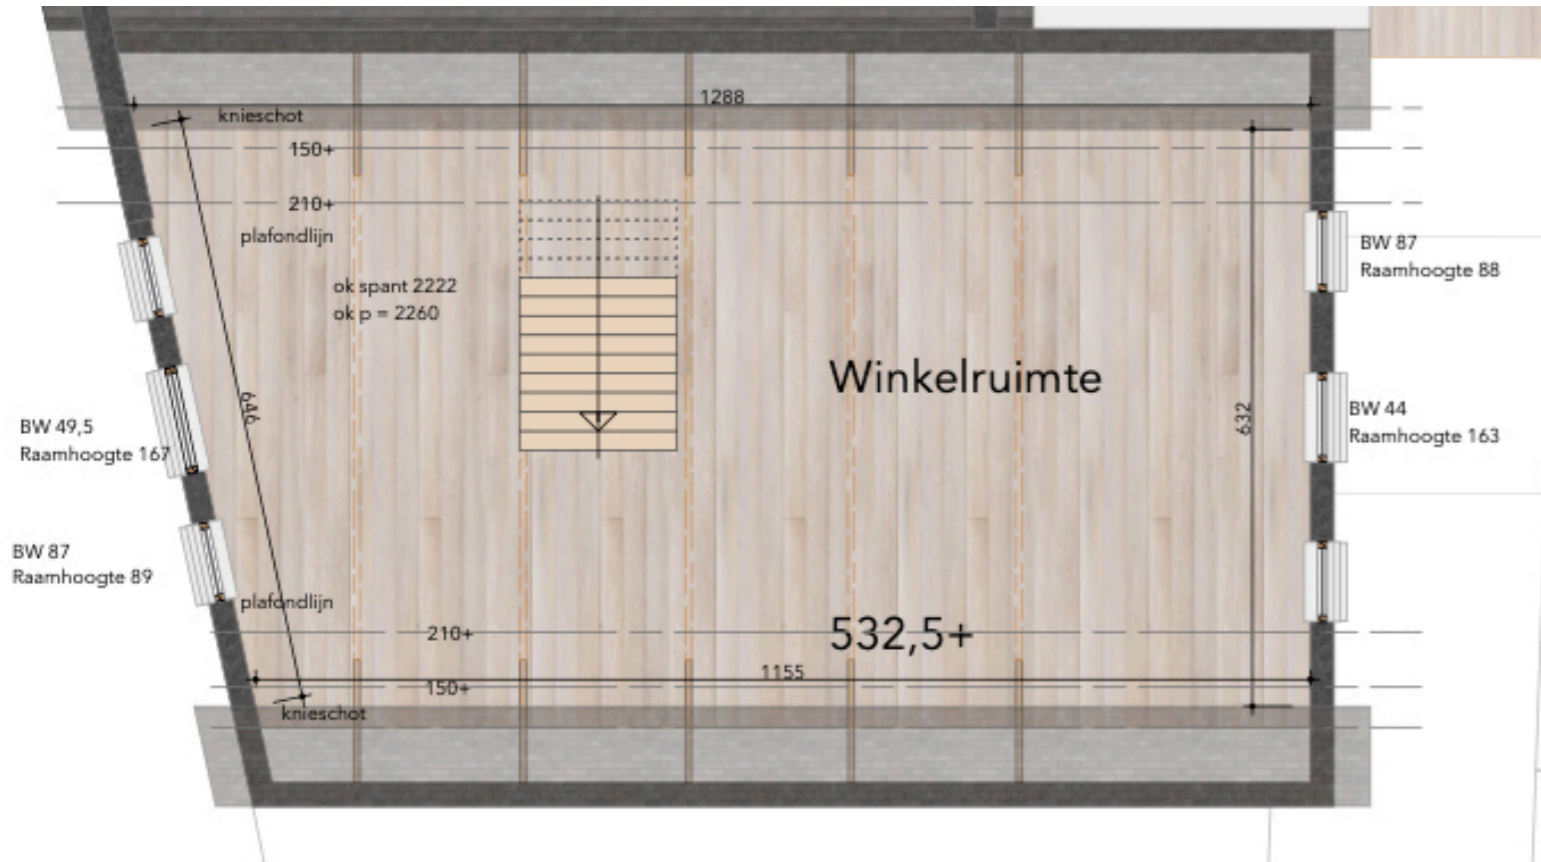 1288
knieschot
150+
210+
plafondlijn
BW 87
Raamhoogte 88
ok spant 2222
ok p = 2260
Winkelruimte
646
632
BW 49,5
Raamhoogte 167
BW 44
Raamhoogte 163
BW 87
Raamhoogte 89
plafondlijn
210+
532,5+
1155
150+
knieschot